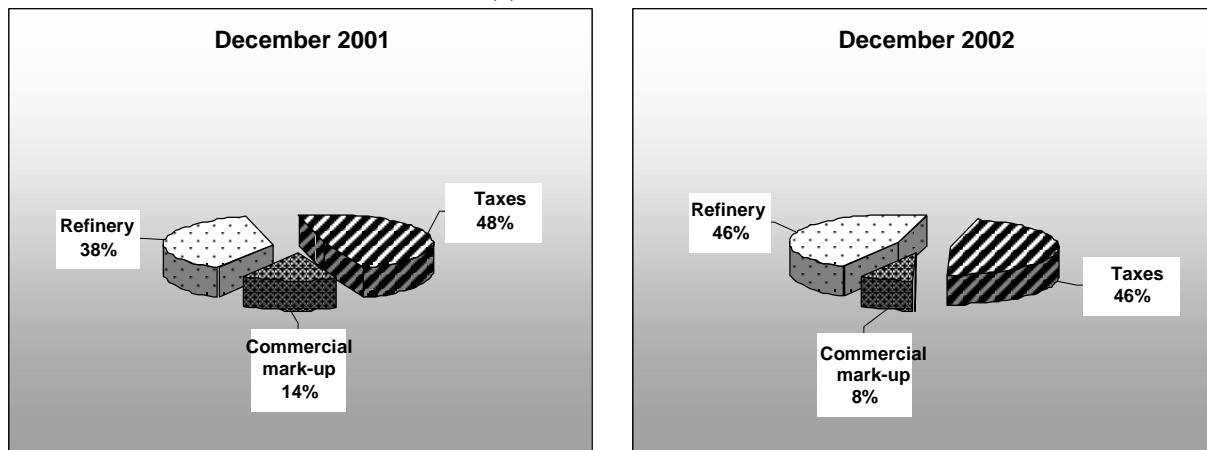 December 2001
Refinery
38%
Taxes
48%
Commercial
mark-up
14%
December 2002
Refinery
46%
Taxes
46%
Commercial
mark-up
8%